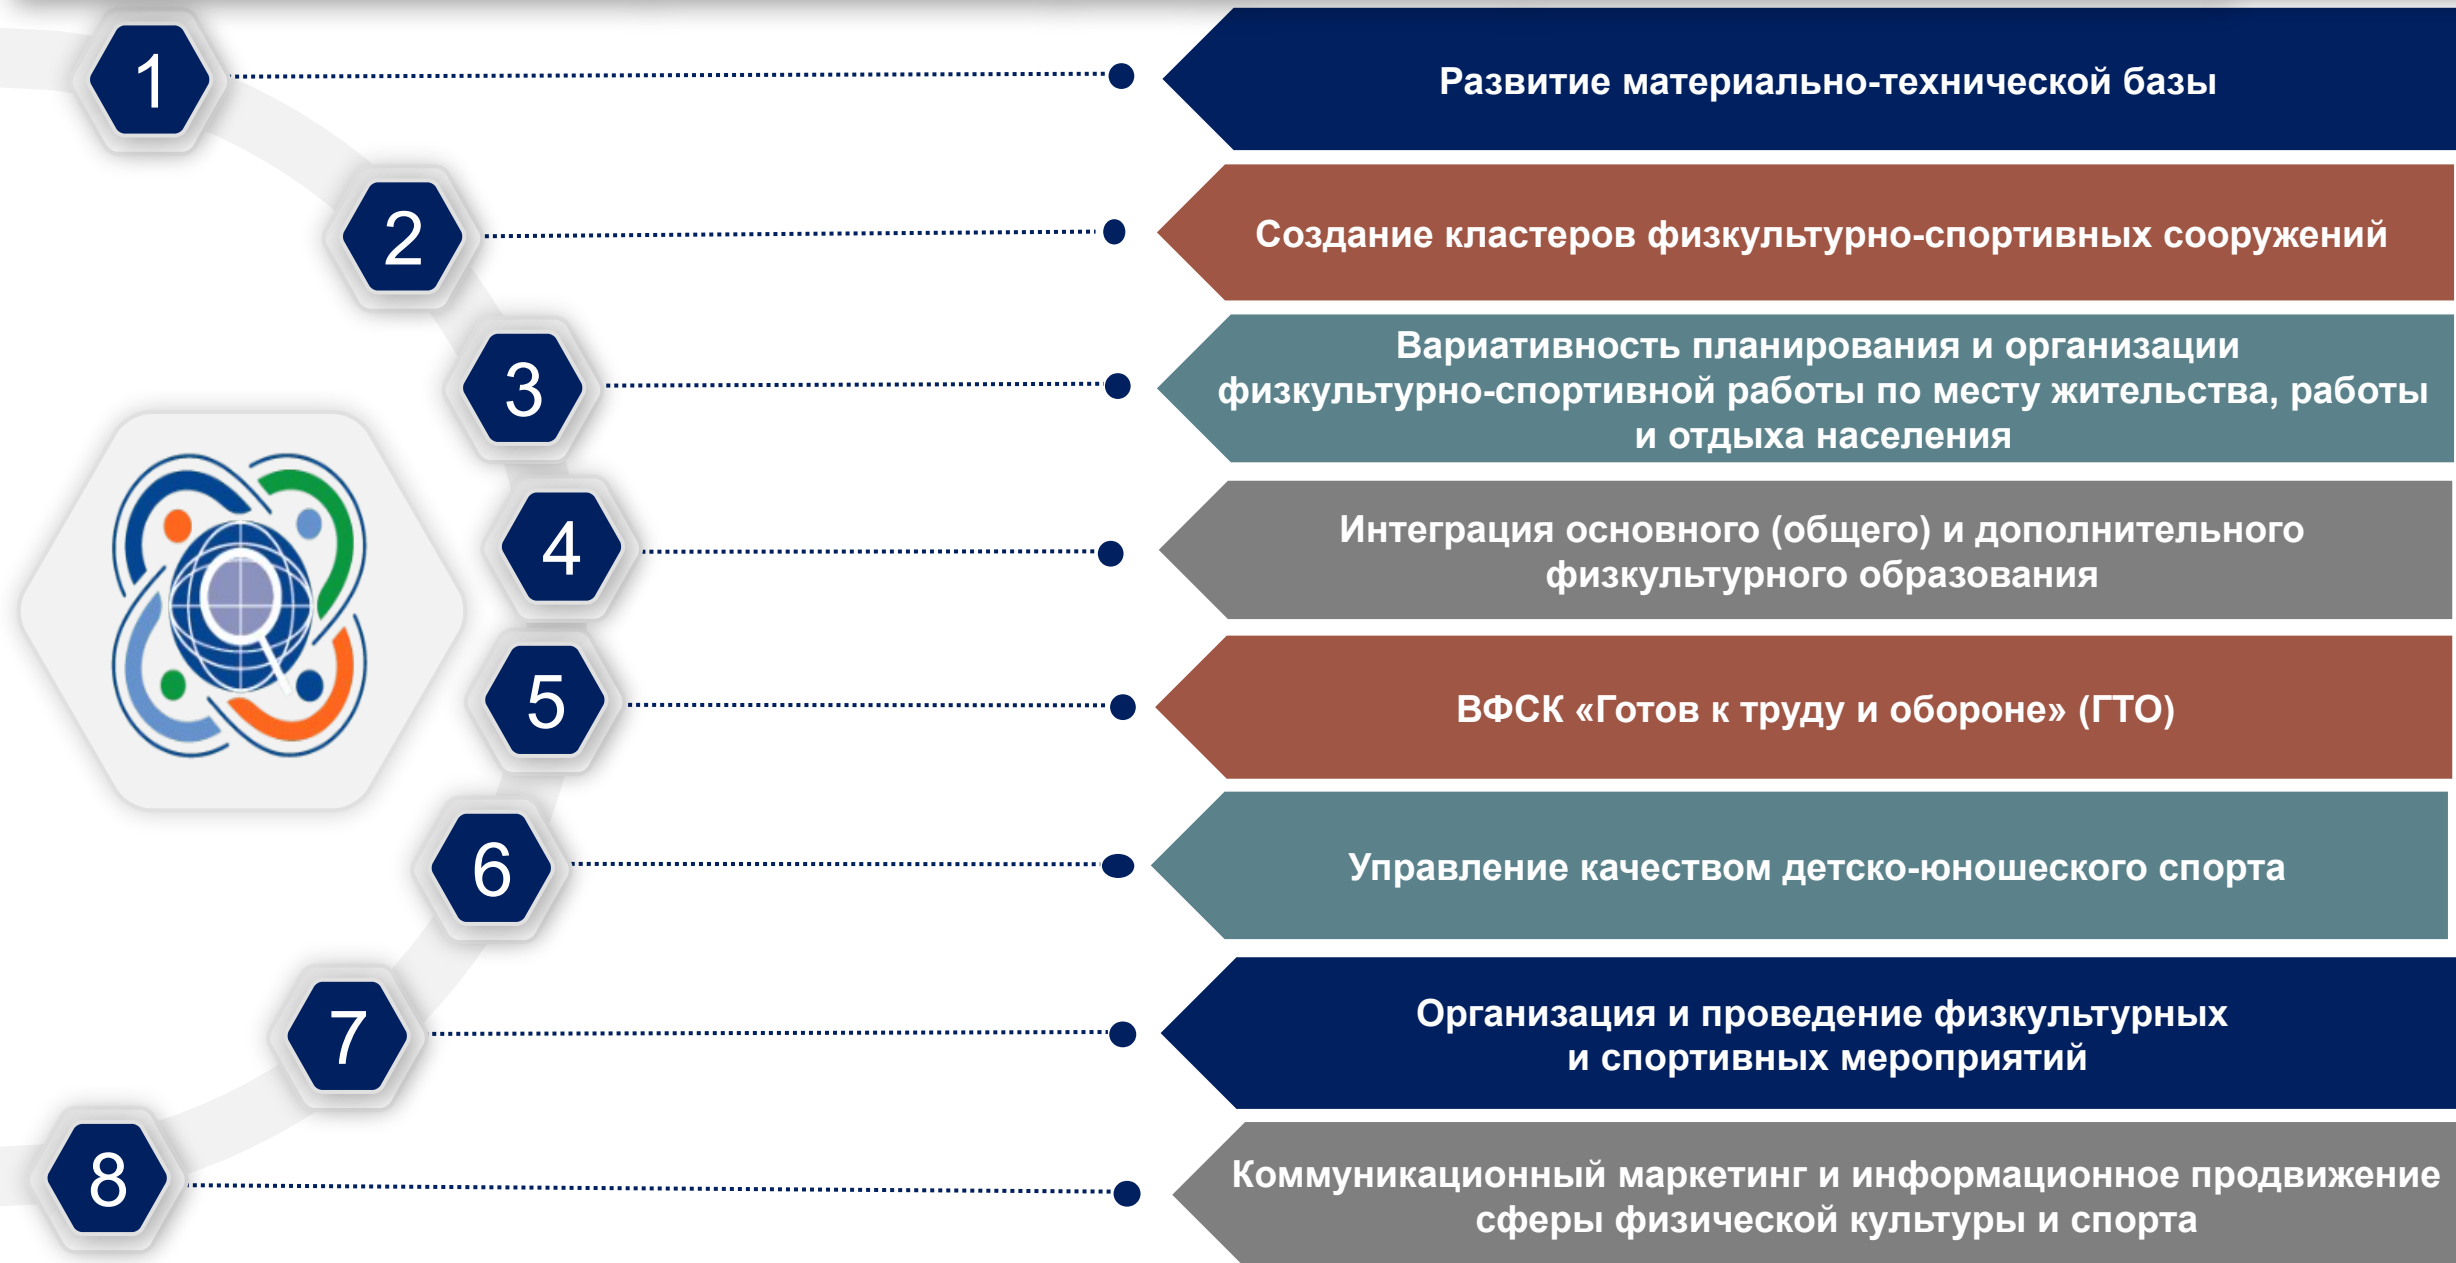 1
Развитие материально-технической базы
2
Создание кластеров физкультурно-спортивных сооружений
3
Вариативность планирования и организации
физкультурно-спортивной работы по месту жительства, работы
и отдыха населения
4
Интеграция основного (общего) и дополнительного
физкультурного образования
5
ВФСК «Готов к труду и обороне» (ГТО)
6
Управление качеством детско-юношеского спорта
7
Организация и проведение физкультурных
и спортивных мероприятий
8
Коммуникационный маркетинг и информационное продвижение
сферы физической культуры и спорта